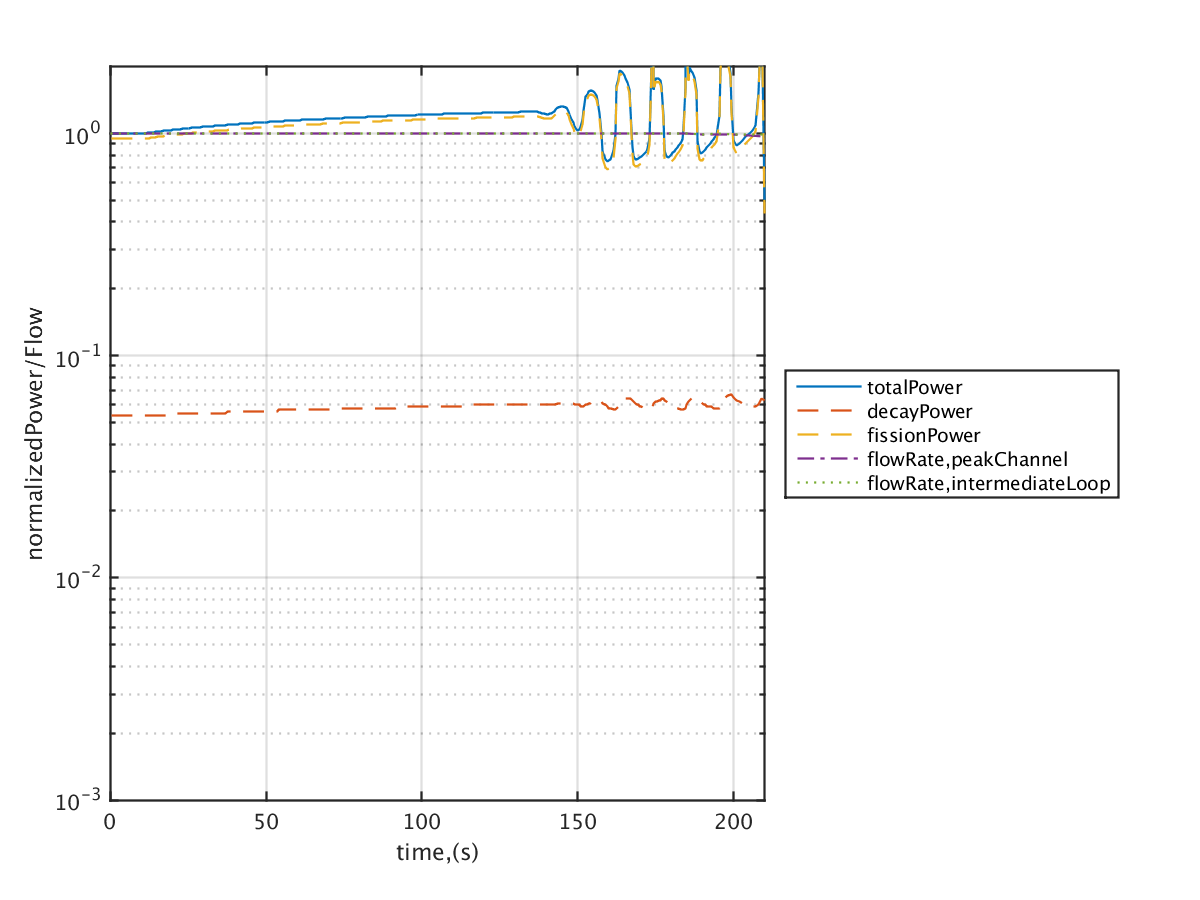 normalizedPower/Flow
10^0
10^-1
10^-2
10^-3
0 50 100 150 200
time,(s)
totalPower
decayPower
fissionPower
flowRate,peakChannel
flowRate,intermediateLoop